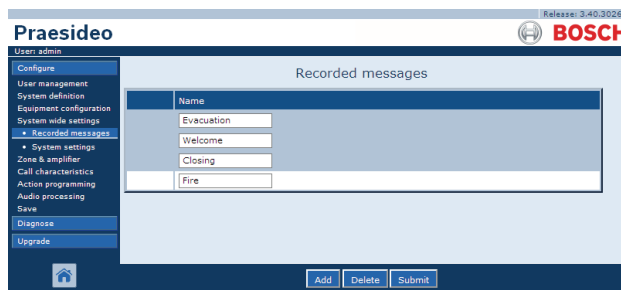 Release: 3.40.3026
Praesideo
BOSCH
User: admin
Configure
User management
System definition
Equipment configuration
System wide settings
• Recorded messages
• System settings
Zone & amplifier
Call characteristics
Action programming
Audio processing
Save
Diagnose
Upgrade
Recorded messages
Name
Evacuation
Welcome
Closing
Fire
Add Delete Submit